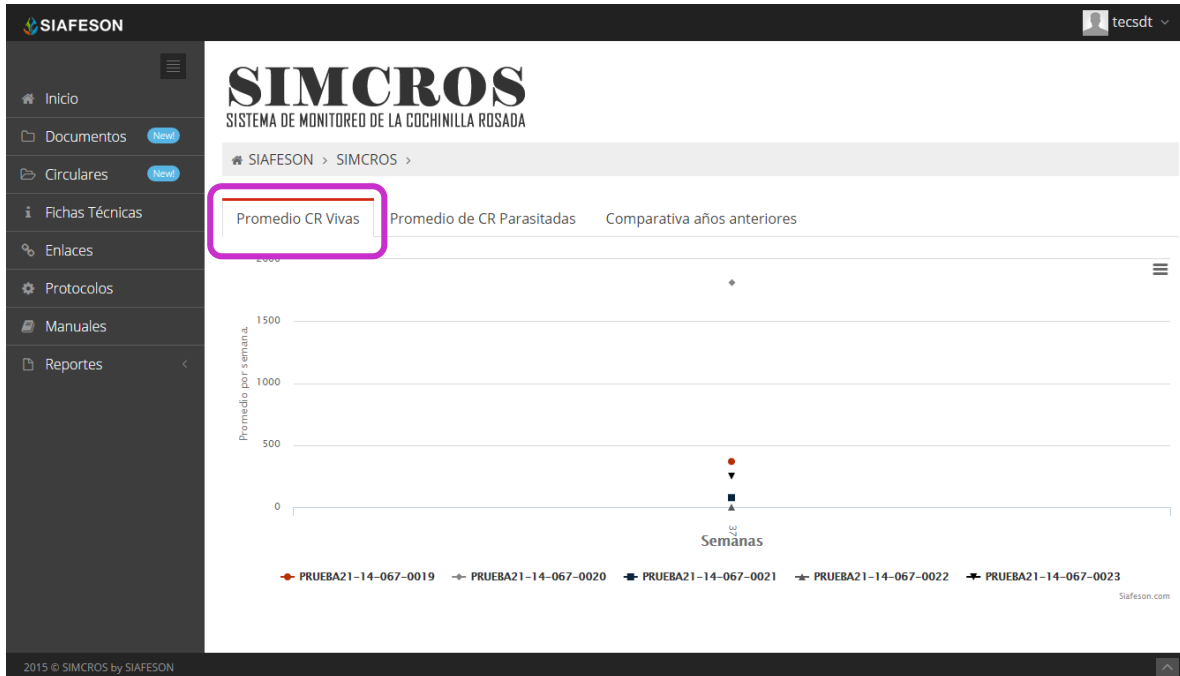 SIAFESON
tecsdt
Inicio
Documentos New!
Circulares New!
Fichas Técnicas
Enlaces
Protocolos
Manuales
Reportes
SIMCROS
SISTEMA DE MONITOREO DE LA COCHINILLA ROSADA
SIAFESON > SIMCROS >
Promedio CR Vivas
Promedio de CR Parasitadas
Comparativa años anteriores
2000
1500
1000
500
0
Promedio por semana.
37
Semanas
PRUEBA21-14-067-0019
PRUEBA21-14-067-0020
PRUEBA21-14-067-0021
PRUEBA21-14-067-0022
PRUEBA21-14-067-0023
Siafeson.com
2015 © SIMCROS by SIAFESON